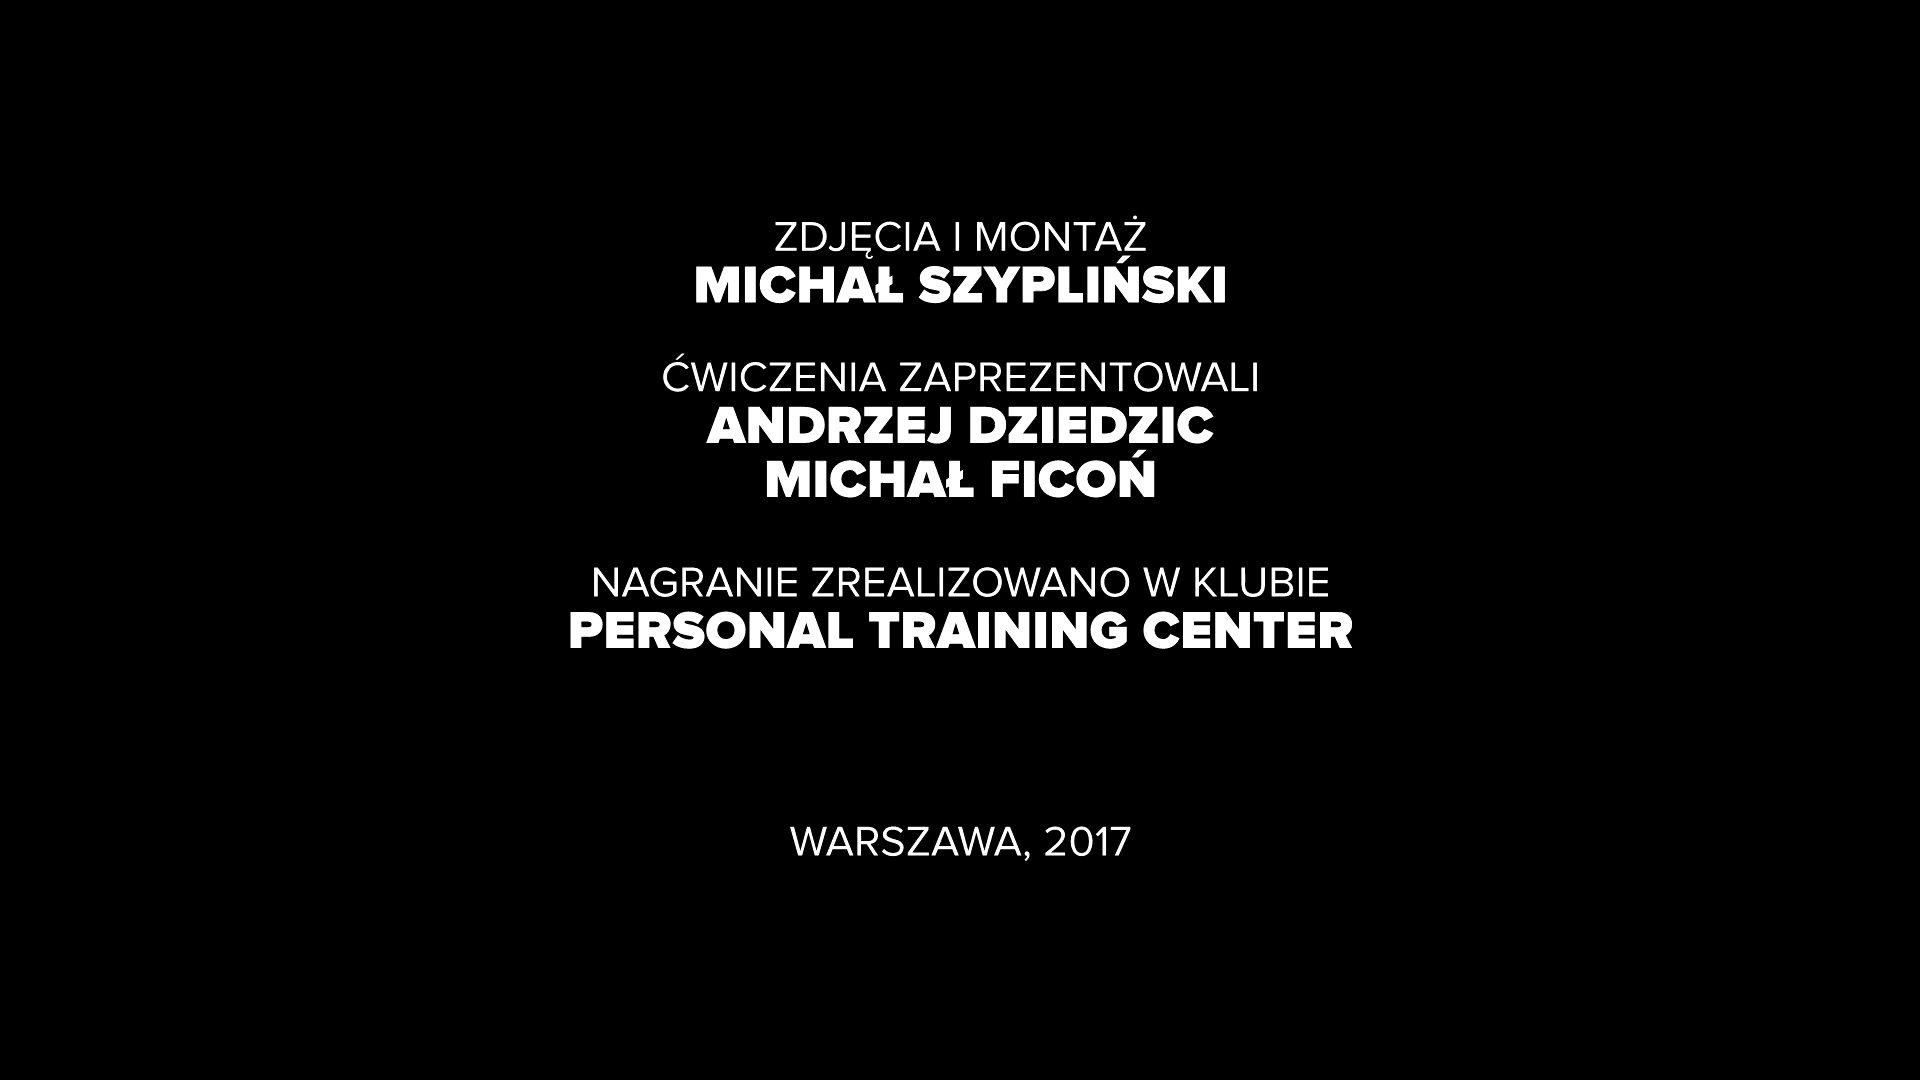 ZDJĘCIA I MONTAŻ
MICHAŁ SZYPLIŃSKI
ĆWICZENIA ZAPREZENTOWALI
ANDRZEJ DZIEDZIC
MICHAŁ FICOŃ
NAGRANIE ZREALIZOWANO W KLUBIE
PERSONAL TRAINING CENTER
WARSZAWA, 2017